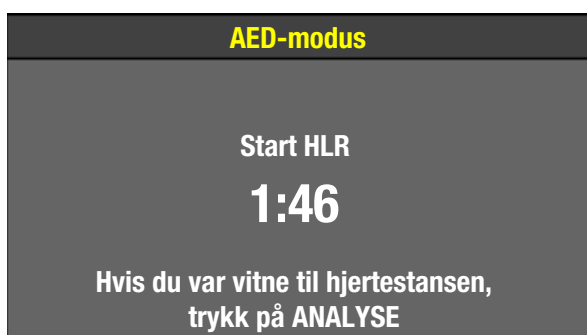 AED-modus
Start HLR
1:46
Hvis du var vitne til hjertestansen,
trykk på ANALYSE